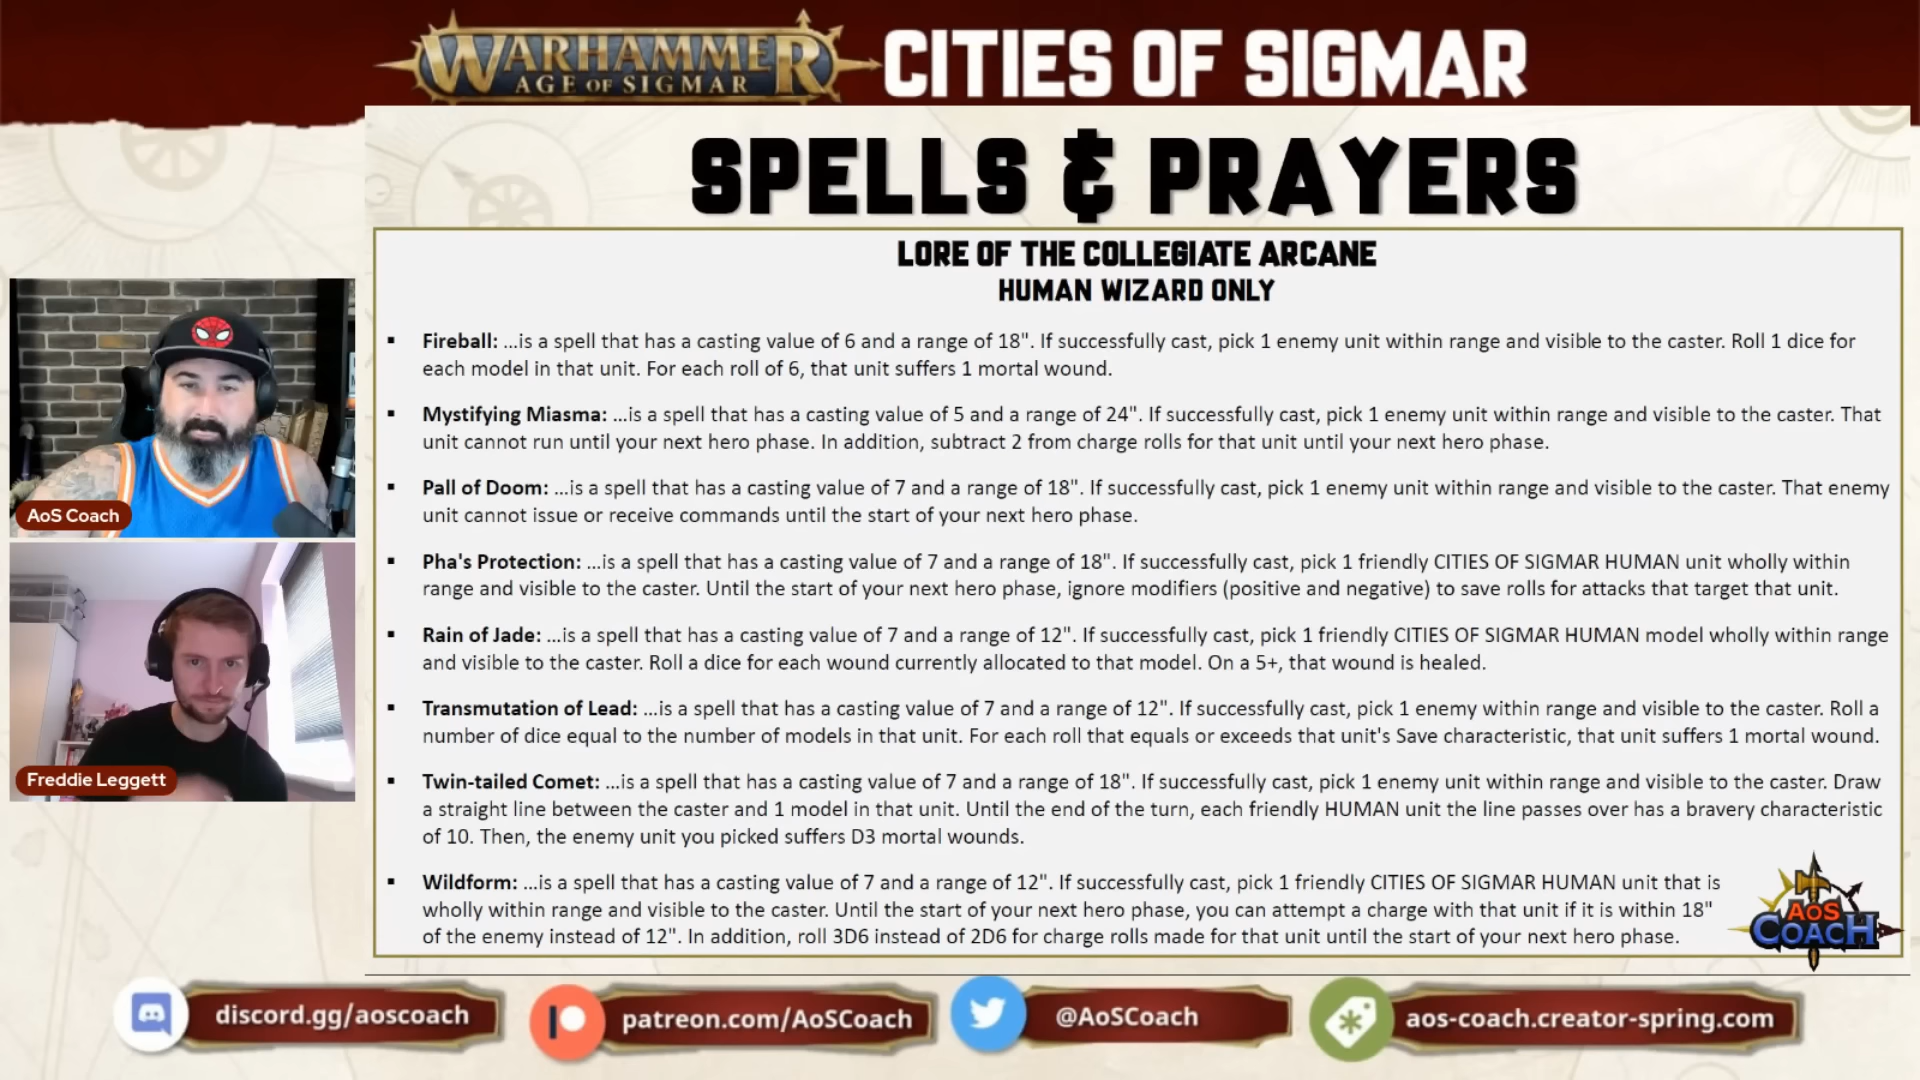 WARHAMMER
AGE OF SIGMAR
CITIES OF SIGMAR
SPELLS & PRAYERS
LORE OF THE COLLEGIATE ARCANE
HUMAN WIZARD ONLY
▪ Fireball: ...is a spell that has a casting value of 6 and a range of 18". If successfully cast, pick 1 enemy unit within range and visible to the caster. Roll 1 dice for
each model in that unit. For each roll of 6, that unit suffers 1 mortal wound.
▪ Mystifying Miasma: ...is a spell that has a casting value of 5 and a range of 24". If successfully cast, pick 1 enemy unit within range and visible to the caster. That
unit cannot run until your next hero phase. In addition, subtract 2 from charge rolls for that unit until your next hero phase.
▪ Pall of Doom: ...is a spell that has a casting value of 7 and a range of 18". If successfully cast, pick 1 enemy unit within range and visible to the caster. That enemy
unit cannot issue or receive commands until the start of your next hero phase.
▪ Pha's Protection: ...is a spell that has a casting value of 7 and a range of 18". If successfully cast, pick 1 friendly CITIES OF SIGMAR HUMAN unit wholly within
range and visible to the caster. Until the start of your next hero phase, ignore modifiers (positive and negative) to save rolls for attacks that target that unit.
▪ Rain of Jade: ...is a spell that has a casting value of 7 and a range of 12". If successfully cast, pick 1 friendly CITIES OF SIGMAR HUMAN model wholly within range
and visible to the caster. Roll a dice for each wound currently allocated to that model. On a 5+, that wound is healed.
▪ Transmutation of Lead: ...is a spell that has a casting value of 7 and a range of 12". If successfully cast, pick 1 enemy within range and visible to the caster. Roll a
number of dice equal to the number of models in that unit. For each roll that equals or exceeds that unit's Save characteristic, that unit suffers 1 mortal wound.
▪ Twin-tailed Comet: ...is a spell that has a casting value of 7 and a range of 18". If successfully cast, pick 1 enemy unit within range and visible to the caster. Draw
a straight line between the caster and 1 model in that unit. Until the end of the turn, each friendly HUMAN unit the line passes over has a bravery characteristic
of 10. Then, the enemy unit you picked suffers D3 mortal wounds.
▪ Wildform: ...is a spell that has a casting value of 7 and a range of 12". If successfully cast, pick 1 friendly CITIES OF SIGMAR HUMAN unit that is
wholly within range and visible to the caster. Until the start of your next hero phase, you can attempt a charge with that unit if it is within 18"
of the enemy instead of 12". In addition, roll 3D6 instead of 2D6 for charge rolls made for that unit until the start of your next hero phase.
AoS Coach
Freddie Leggett
AoS
COACH
discord.gg/aoscoach
patreon.com/AoSCoach
@AoSCoach
aos-coach.creator-spring.com